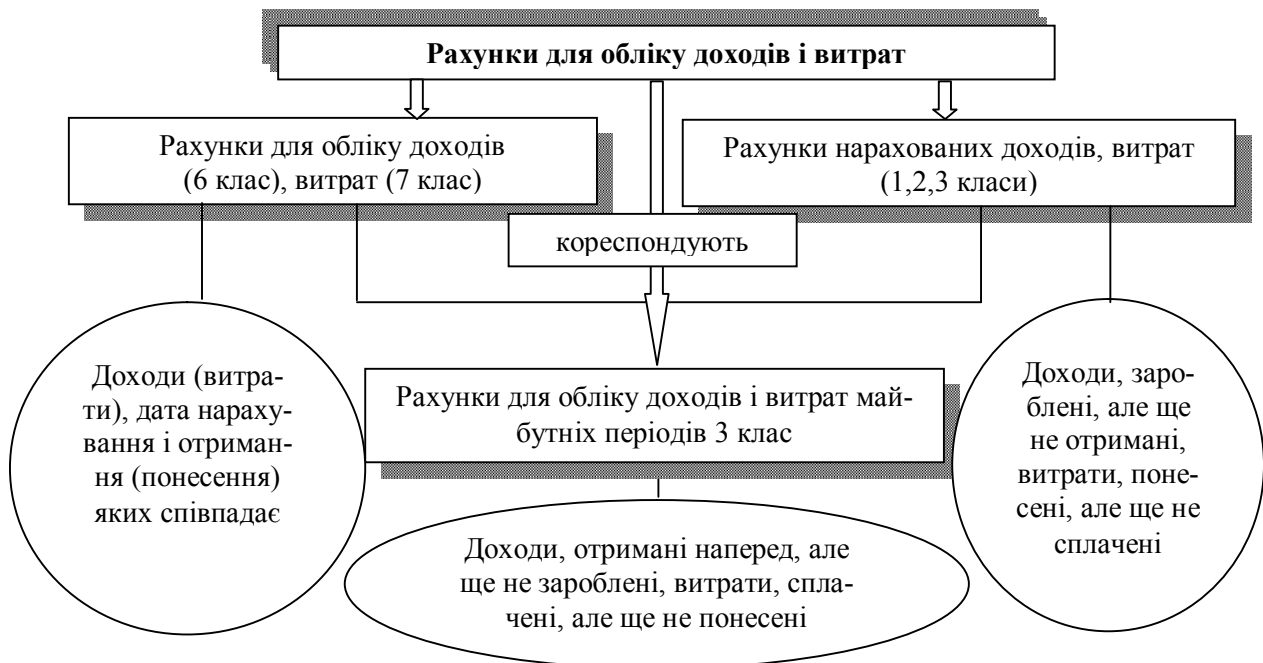 Рахунки для обліку доходів і витрат
Рахунки для обліку доходів
(6 клас), витрат (7 клас)
Рахунки нарахованих доходів, витрат
(1,2,3 класи)
кореспондують
Доходи (витра-
ти), дата нараху-
вання і отриман-
ня (понесення)
яких співпадає
Рахунки для обліку доходів і витрат май-
бутніх періодів 3 клас
Доходи, заро-
блені, але ще
не отримані,
витрати, поне-
сені, але ще не
сплачені
Доходи, отримані наперед, але
ще не зароблені, витрати, спла-
чені, але ще не понесені